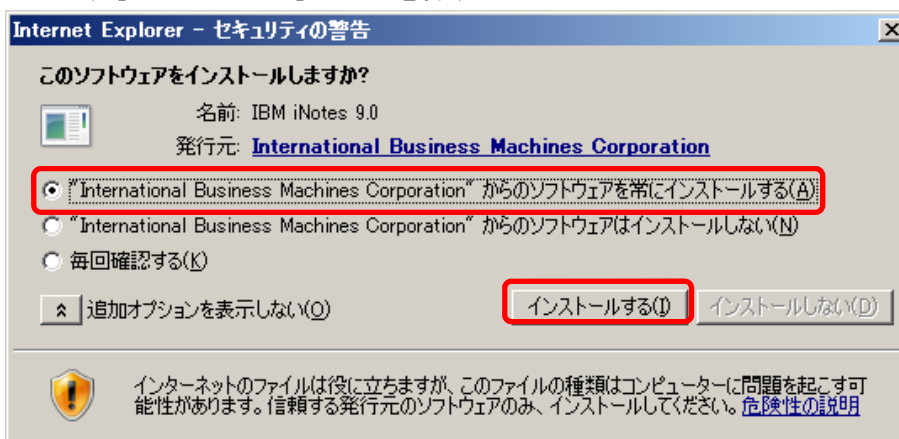 Internet Explorer - セキュリティの警告
このソフトウェアをインストールしますか?
名前: IBM iNotes 9.0
発行元: International Business Machines Corporation
"International Business Machines Corporation" からのソフトウェアを常にインストールする(A)
"International Business Machines Corporation" からのソフトウェアはインストールしない(N)
毎回確認する(K)
追加オプションを表示しない(O) インストールする(I) インストールしない(D)
インターネットのファイルは役に立ちますが、このファイルの種類はコンピューターに問題を起こす可
能性があります。信頼する発行元のソフトウェアのみ、インストールしてください。危険性の説明